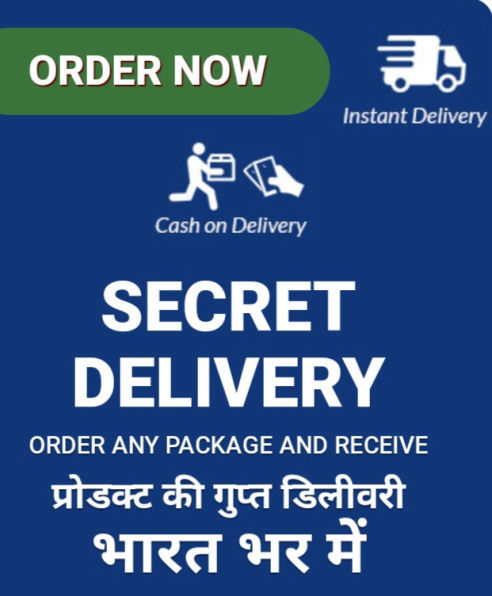 ORDER NOW
Instant Delivery
Cash on Delivery
SECRET
DELIVERY
ORDER ANY PACKAGE AND RECEIVE
प्रोडक्ट की गुप्त डिलीवरी
भारत भर में